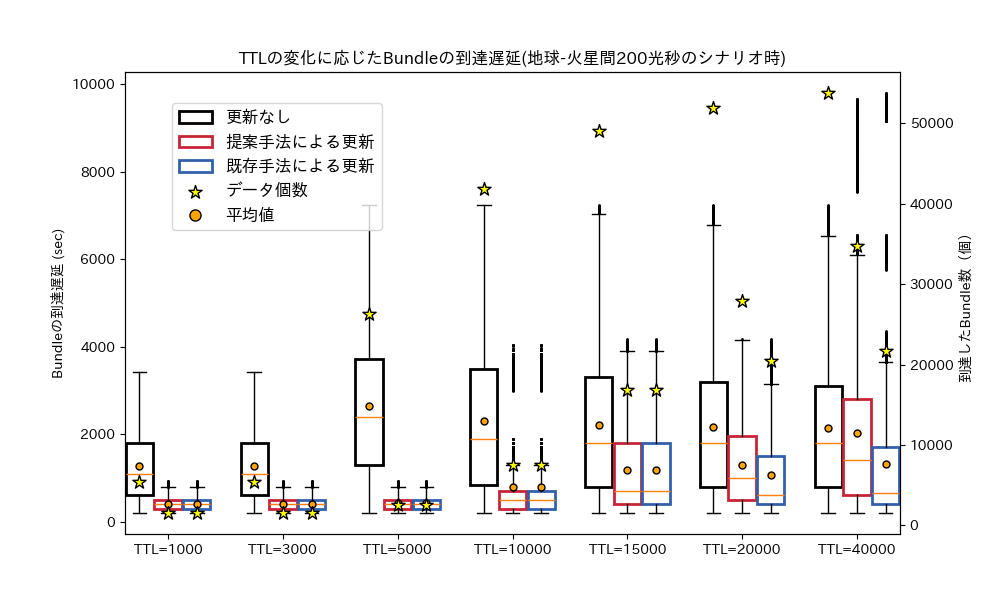 TTLの変化に応じたBundleの到達遅延(地球-火星間200光秒のシナリオ時)
更新なし
提案手法による更新
既存手法による更新
データ個数
平均値
Bundleの到達遅延 (sec)
10000
8000
6000
4000
2000
0
TTL=1000
TTL=3000
TTL=5000
TTL=10000
TTL=15000
TTL=20000
TTL=40000
50000
40000
30000
20000
10000
0
到達したBundle数（個）